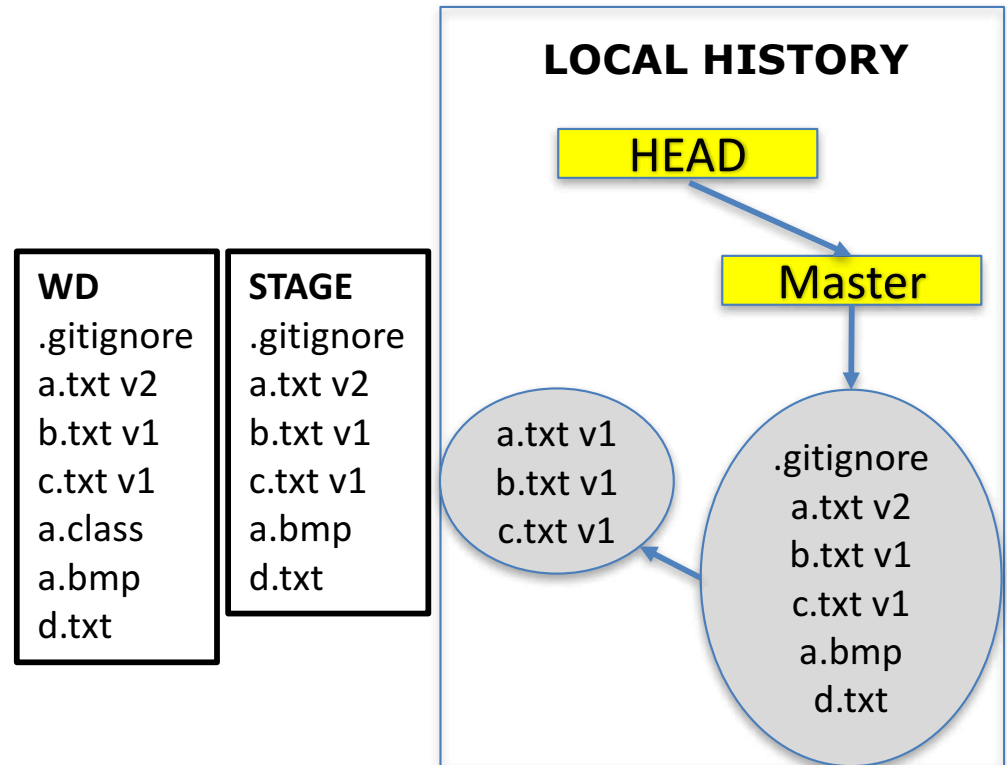 LOCAL HISTORY
HEAD
Master
WD
.gitignore
a.txt v2
b.txt v1
c.txt v1
a.class
a.bmp
d.txt
STAGE
.gitignore
a.txt v2
b.txt v1
c.txt v1
a.bmp
d.txt
a.txt v1
b.txt v1
c.txt v1
.gitignore
a.txt v2
b.txt v1
c.txt v1
a.bmp
d.txt